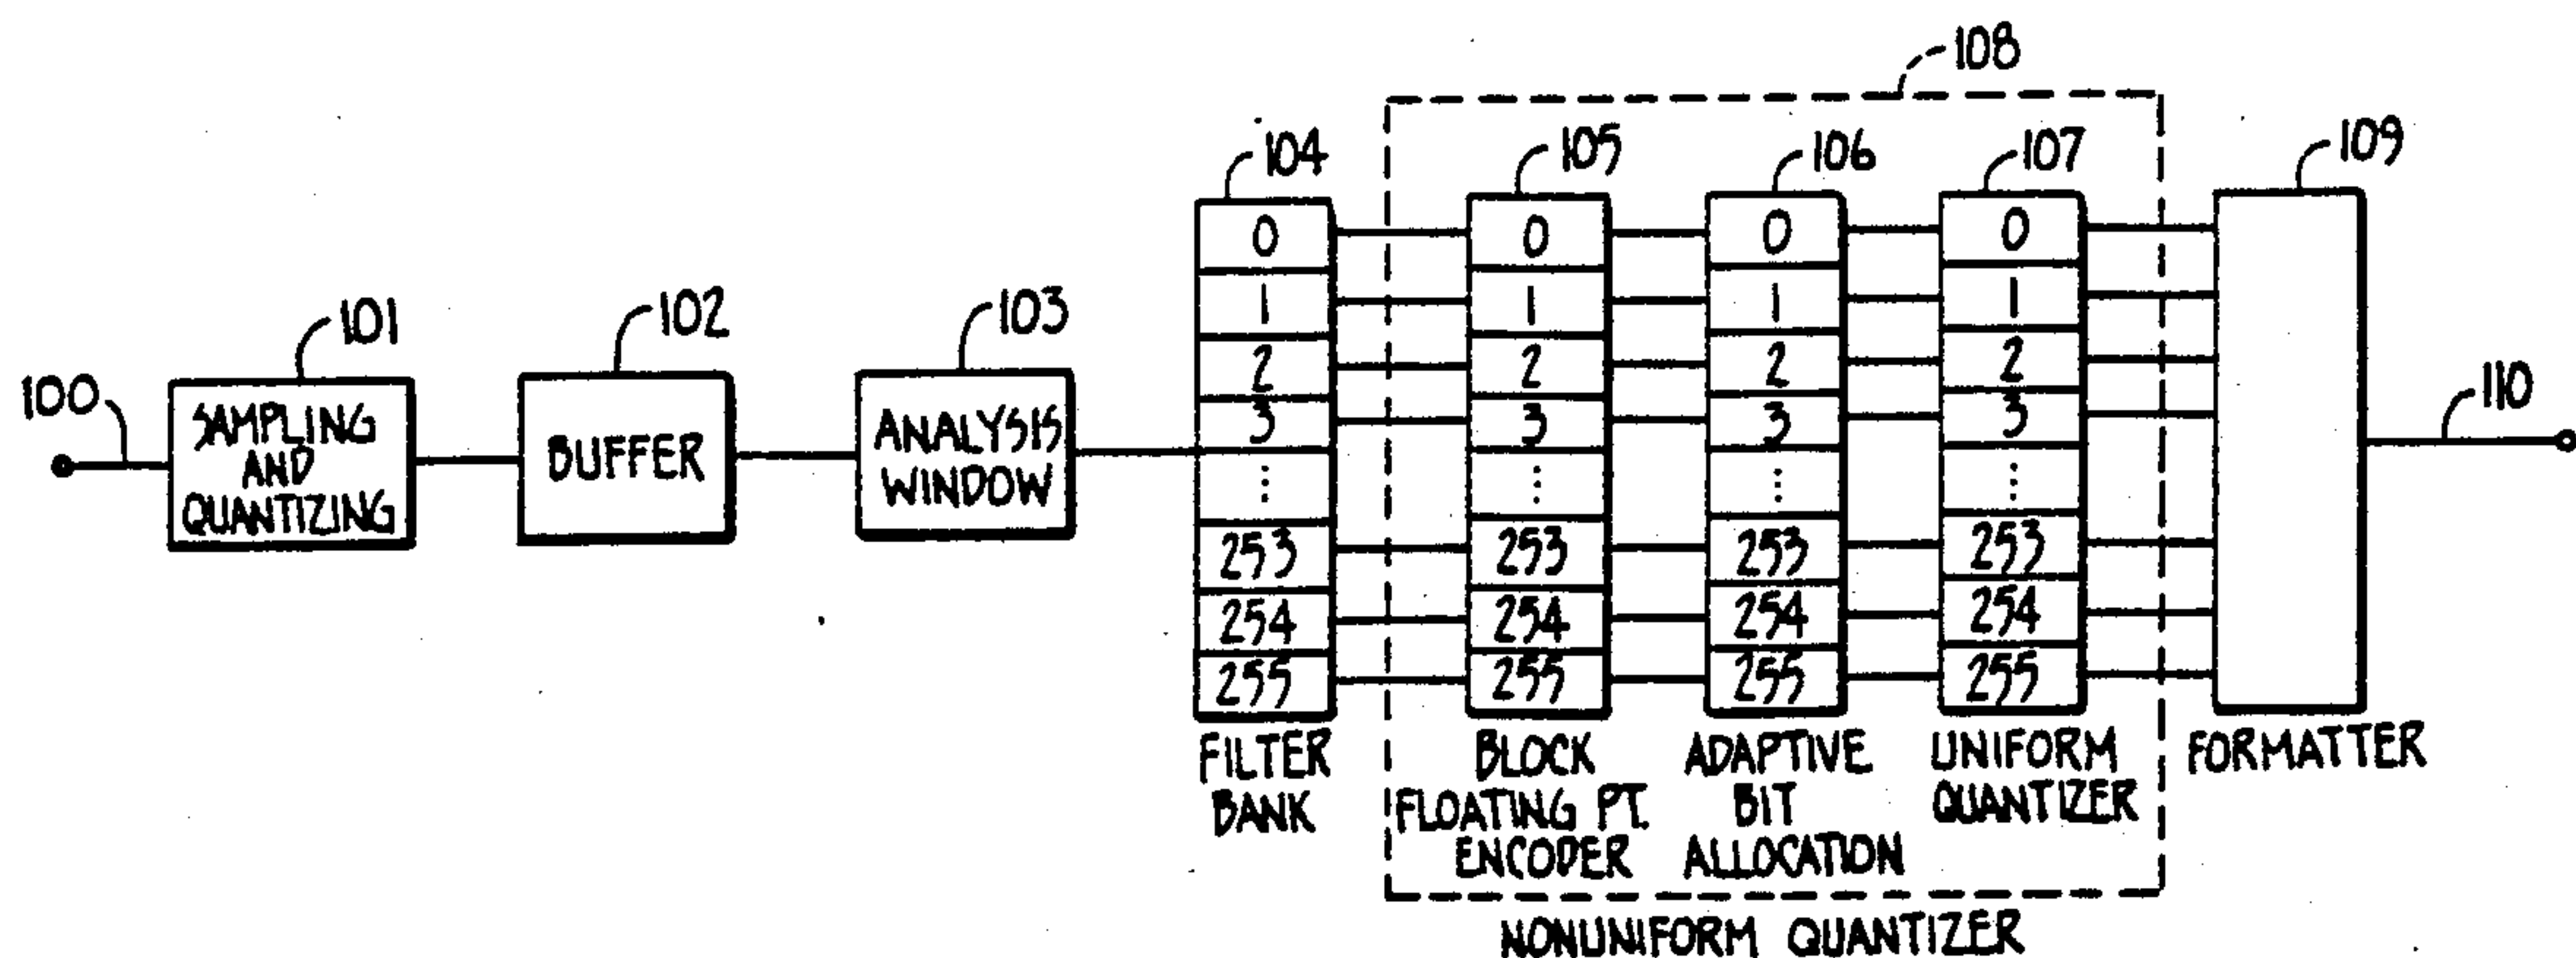 108
104
105
106
107
109
0 0 0 0
101
102
103
1 1 1 1
2 2 2 2
100
SAMPLING
AND
QUANTIZING
BUFFER
ANALYSIS
WINDOW
3 3 3 3
110
⋮ ⋮ ⋮ ⋮
253 253 253 253
254 254 254 254
255 255 255 255
FILTER
BANK
BLOCK
FLOATING PT.
ENCODER
ADAPTIVE
BIT
ALLOCATION
UNIFORM
QUANTIZER
FORMATTER
NONUNIFORM QUANTIZER